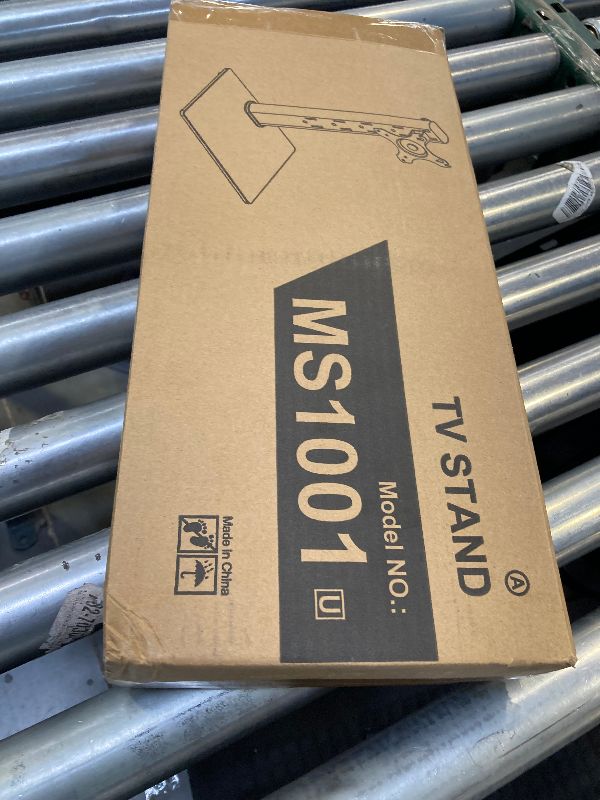 TV STAND
Ⓐ
Model NO.:
MS1001
U
Made in China